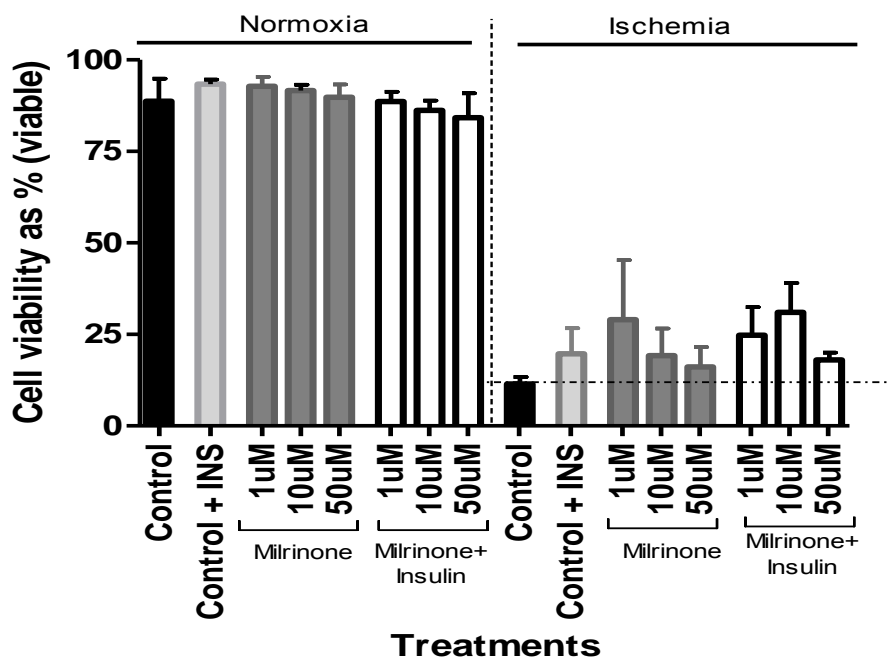 Normoxia
Ischemia
Cell viability as % (viable)
100
75
50
25
0
Control
Control + INS
1uM
10uM
50uM
1uM
10uM
50uM
Control
Control + INS
1uM
10uM
50uM
1uM
10uM
50uM
Milrinone
Milrinone+
Insulin
Milrinone
Milrinone+
Insulin
Treatments